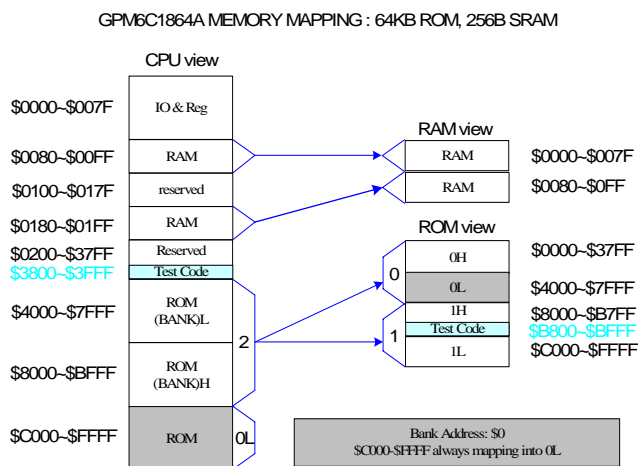 GPM6C1864A MEMORY MAPPING : 64KB ROM, 256B SRAM
CPU view
$0000~$007F
IO & Reg
$0080~$00FF
RAM
$0100~$017F
reserved
$0180~$01FF
RAM
$0200~$37FF
Reserved
$3800~$3FFF
Test Code
$4000~$7FFF
ROM
(BANK)L
$8000~$BFFF
ROM
(BANK)H
2
$C000~$FFFF
ROM
0L
RAM view
RAM
$0000~$007F
RAM
$0080~$0FF
ROM view
0
0H
$0000~$37FF
0L
$4000~$7FFF
1
1H
$8000~$B7FF
Test Code
$B800~$BFFF
1L
$C000~$FFFF
Bank Address: $0
$C000-$FFFF always mapping into 0L